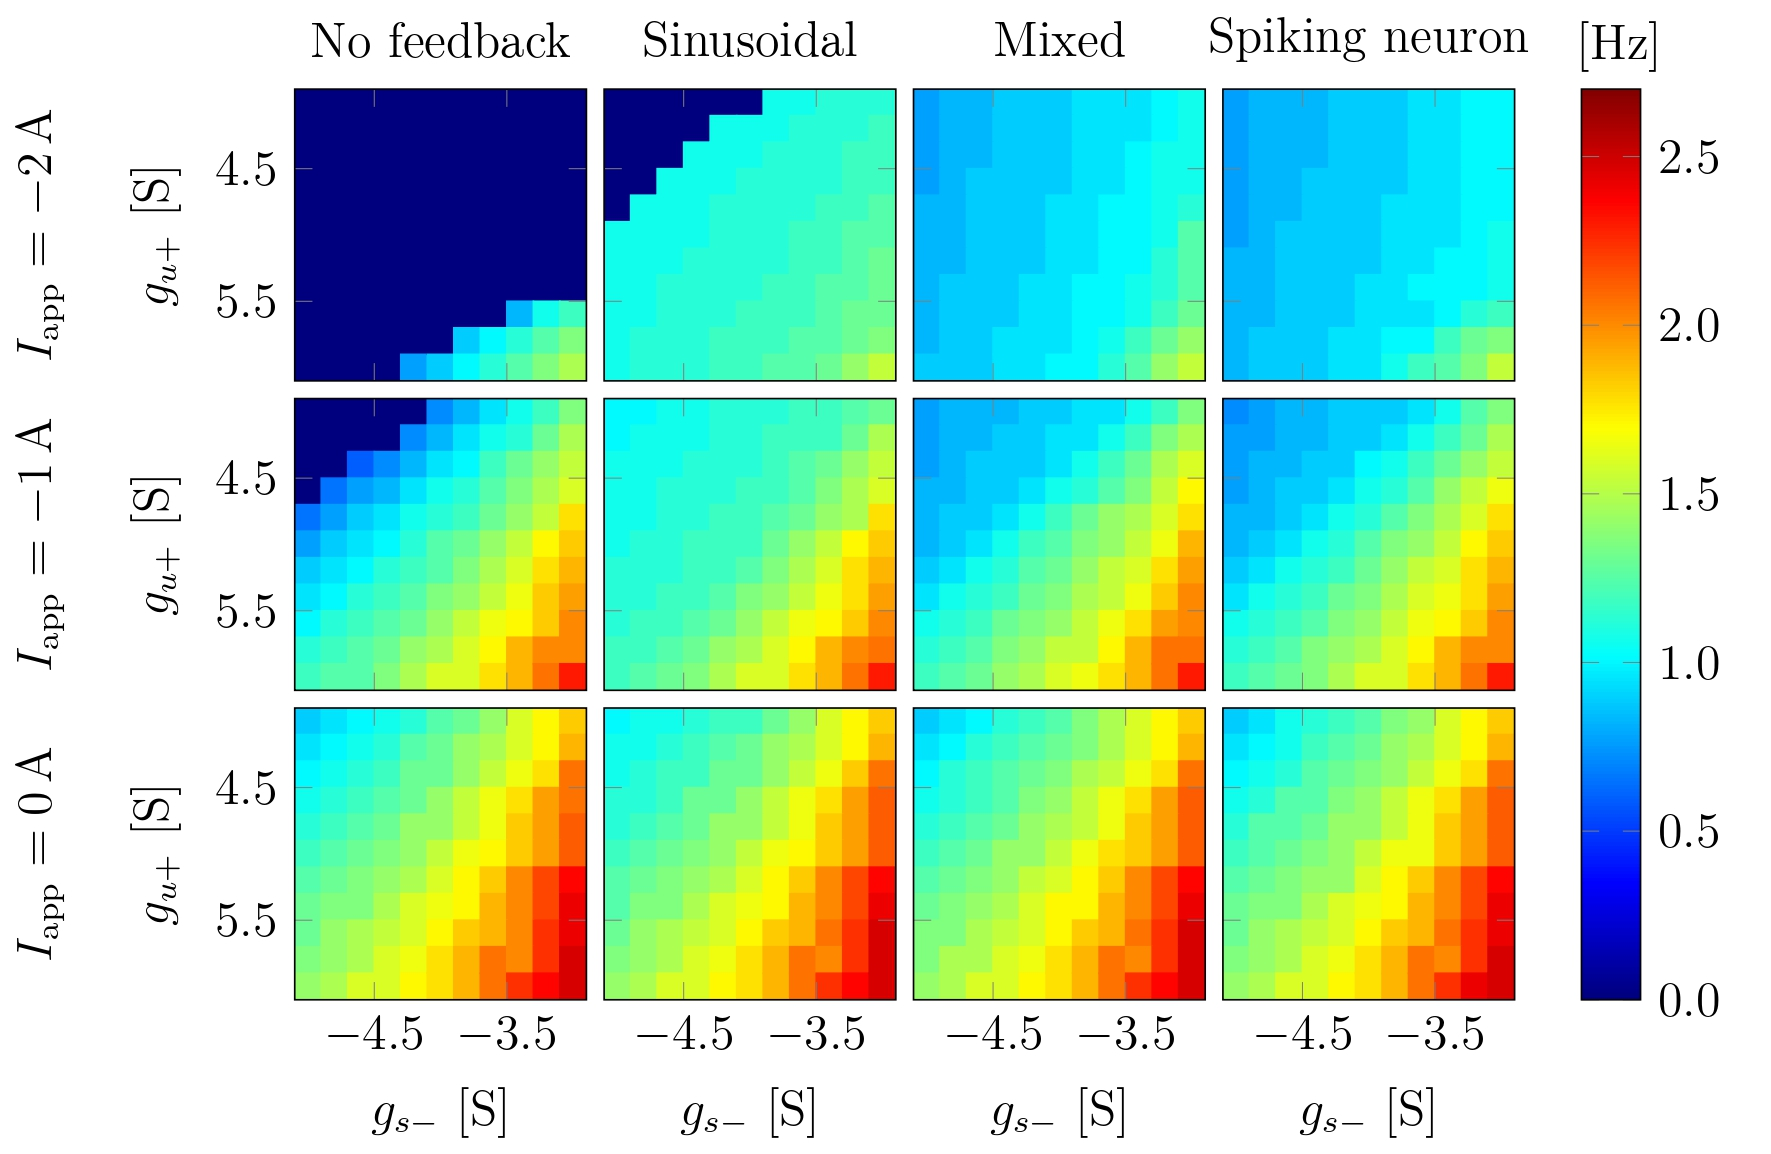 No feedback Sinusoidal Mixed Spiking neuron [Hz]
I_app = −2 A
g_u+ [S]
4.5
5.5
I_app = −1 A
g_u+ [S]
4.5
5.5
I_app = 0 A
g_u+ [S]
4.5
5.5
−4.5 −3.5 −4.5 −3.5 −4.5 −3.5 −4.5 −3.5
g_s− [S] g_s− [S] g_s− [S] g_s− [S]
2.5
2.0
1.5
1.0
0.5
0.0